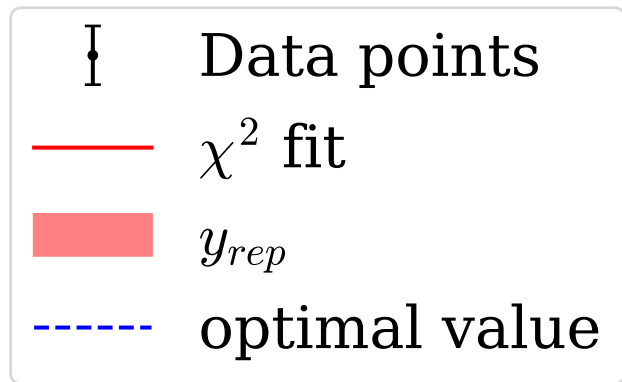 Data points
χ² fit
y_rep
optimal value